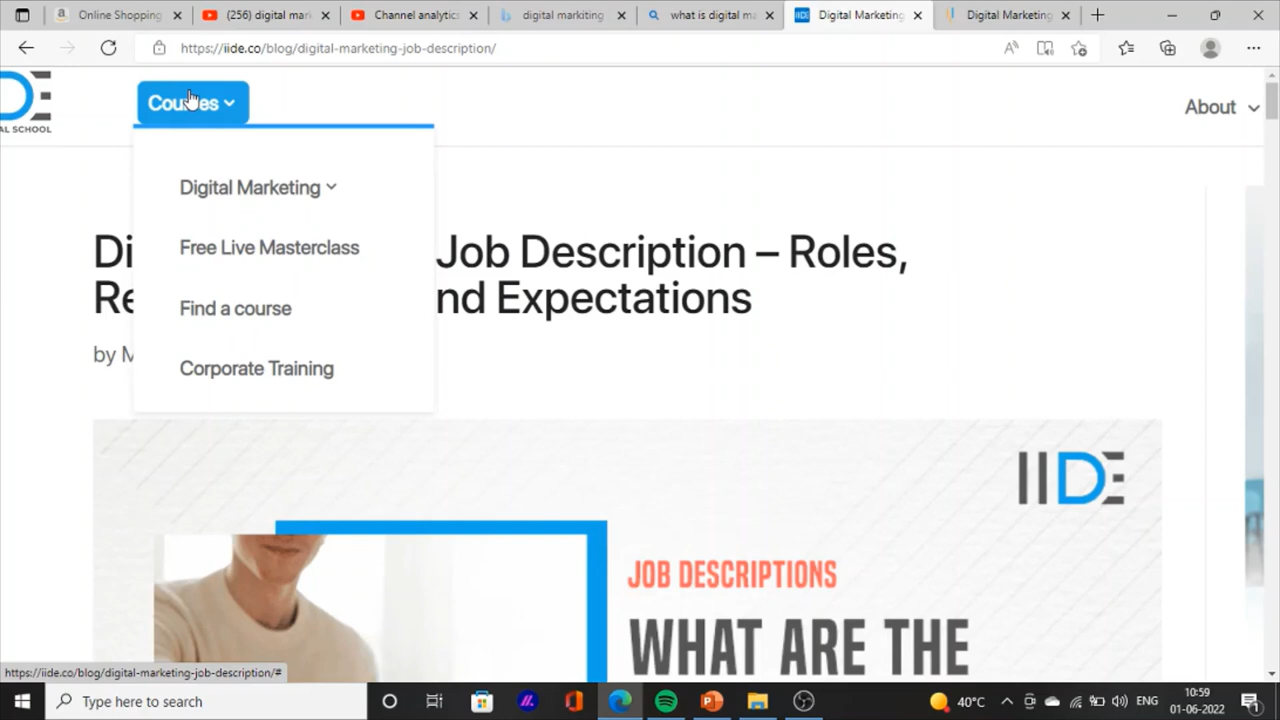 Online Shopping
(256) digital mar
Channel analytics
digital markiting
what is digital m
Digital Marketing
Digital Marketing
https://iide.co/blog/digital-marketing-job-description/
AL SCHOOL
Courses
About
Digital Marketing
Free Live Masterclass
Find a course
Corporate Training
Di Job Description – Roles,
Re nd Expectations
by M
IIDE
JOB DESCRIPTIONS
WHAT ARE THE
https://iide.co/blog/digital-marketing-job-description/#
Type here to search
40°C
ENG
10:59
01-06-2022
1